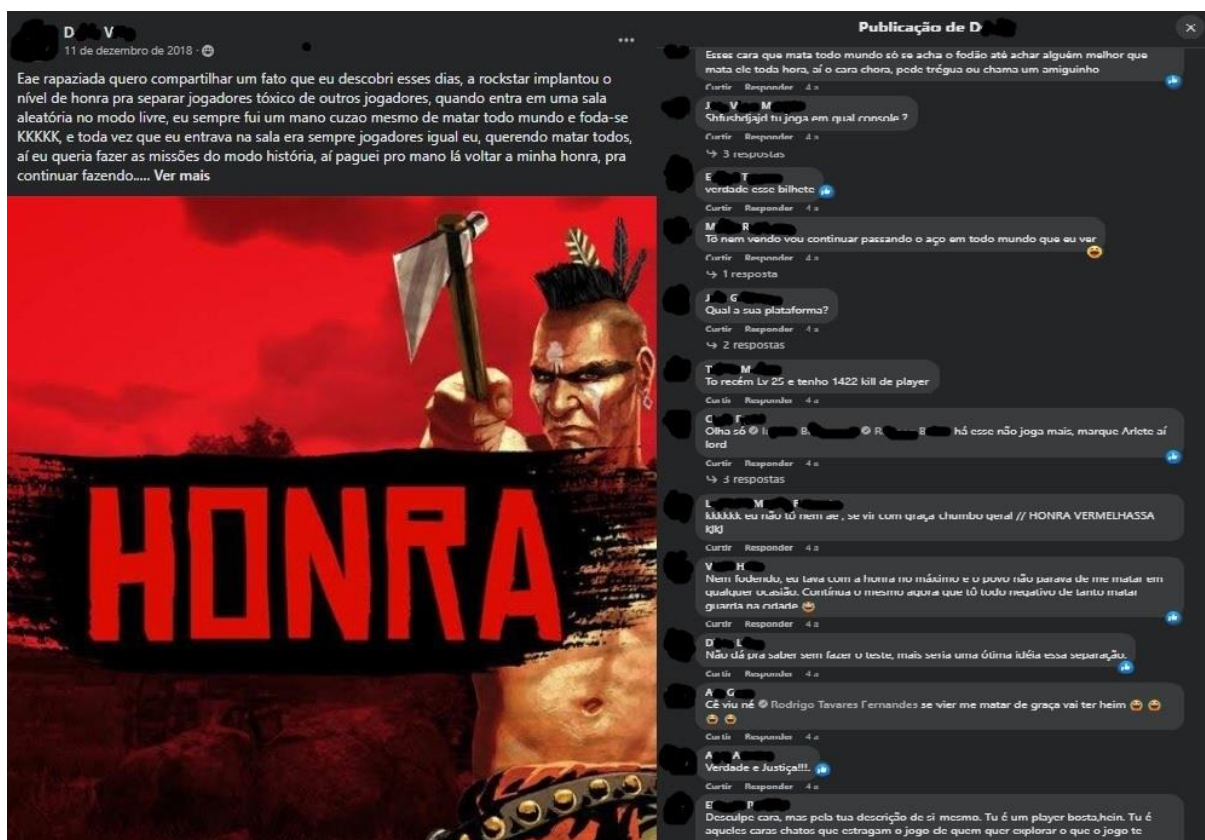 D V
11 de dezembro de 2018 ·
Eae rapaziada quero compartilhar um fato que eu descobri esses dias, a rockstar implantou o
nível de honra pra separar jogadores tóxico de outros jogadores, quando entra em uma sala
aleatória no modo livre, eu sempre fui um mano cuzao mesmo de matar todo mundo e foda-se
KKKKK, e toda vez que eu entrava na sala era sempre jogadores igual eu, querendo matar todos,
aí eu queria fazer as missões do modo história, aí paguei pro mano lá voltar a minha honra, pra
continuar fazendo..... Ver mais
HONRA
Publicação de D
Esses cara que mata todo mundo só se acha o fodão até achar alguém melhor que
mata ele toda hora, aí o cara chora, pede trégua ou chama um amiguinho
Curtir Responder 4 a
J V M
Shfushdjajd tu joga em qual console ?
Curtir Responder 4 a
3 respostas
E T
verdade esse bilhete
Curtir Responder 4 a
M R
Tô nem vendo vou continuar passando o aço em todo mundo que eu ver
Curtir Responder 4 a
1 resposta
J G
Qual a sua plataforma?
Curtir Responder 4 a
2 respostas
T M
To recém Lv 25 e tenho 1422 kill de player
Curtir Responder 4 a
Olha só B R B há esse não joga mais, marque Arlete aí
lord
Curtir Responder 4 a
3 respostas
L M F
kkkkkk eu não tô nem ae , se vir com graça chumbo geral // HONRA VERMELHASSA
kjkj
Curtir Responder 4 a
V H
Nem fodendo, eu tava com a honra no máximo e o povo não parava de me matar em
qualquer ocasião. Contínua o mesmo agora que tô todo negativo de tanto matar
guarda na cidade
Curtir Responder 4 a
D L
Não dá pra saber sem fazer o teste, mais seria uma ótima idéia essa separação.
Curtir Responder 4 a
A G
Cê viu né Rodrigo Tavares Fernandes se vier me matar de graça vai ter heim
Curtir Responder 4 a
A A
Verdade e Justiça!!!.
Curtir Responder 4 a
E P
Desculpe cara, mas pela tua descrição de si mesmo. Tu é um player bosta,hein. Tu é
aqueles caras chatos que estragam o jogo de quem quer explorar o que o jogo te